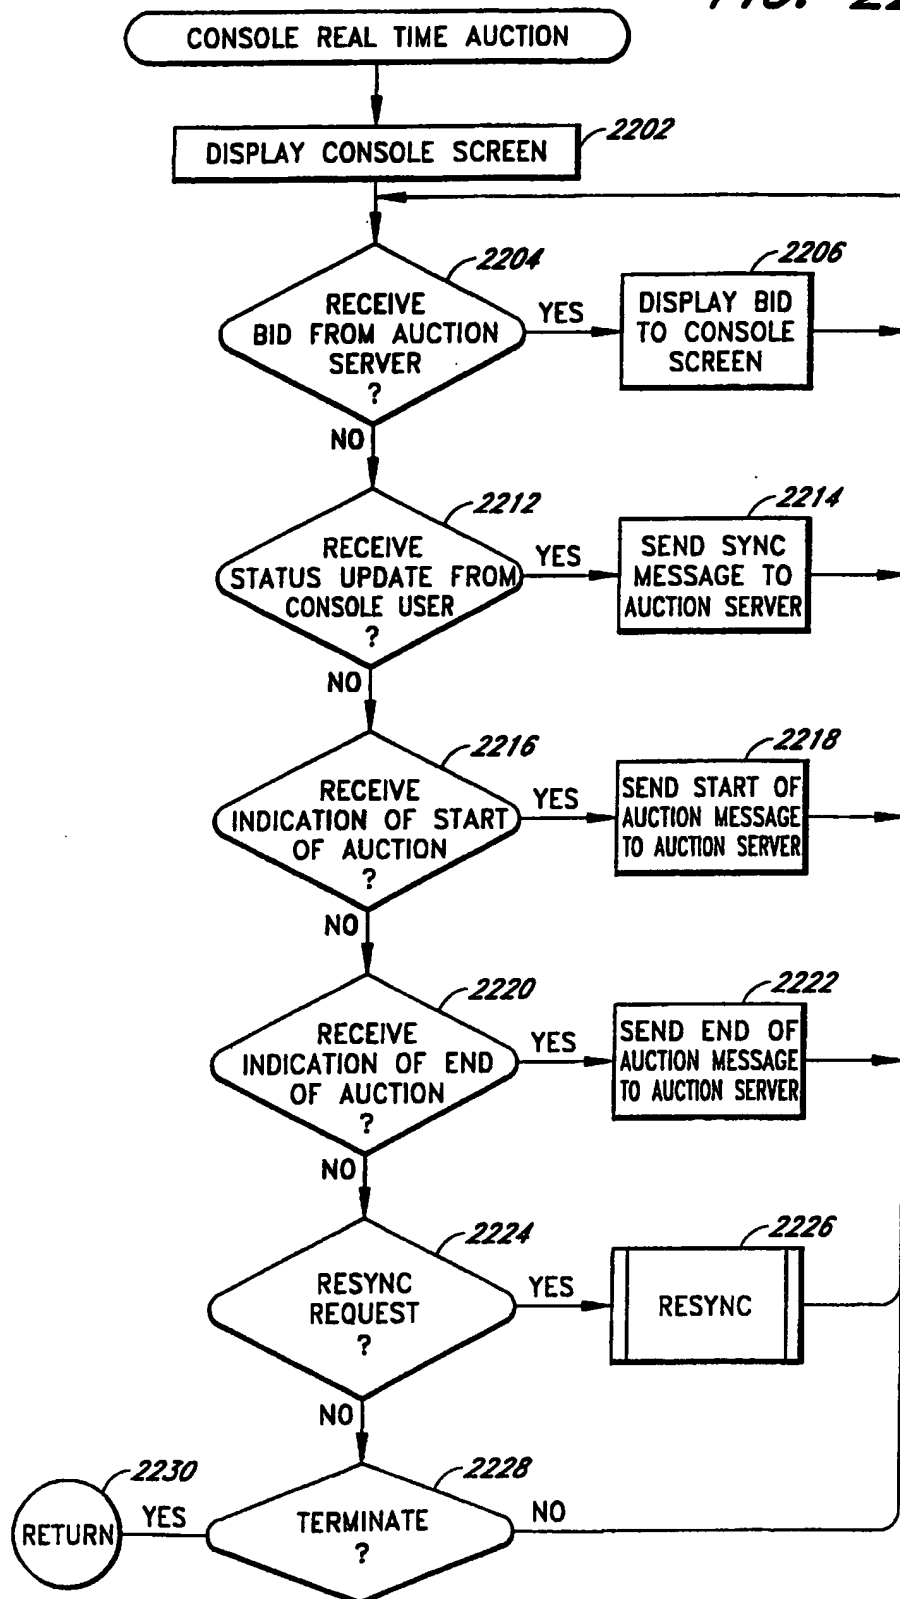 FIG. 22
CONSOLE REAL TIME AUCTION
2202
DISPLAY CONSOLE SCREEN
2204
RECEIVE
BID FROM AUCTION
SERVER
?
YES
2206
DISPLAY BID
TO CONSOLE
SCREEN
NO
2212
RECEIVE
STATUS UPDATE FROM
CONSOLE USER
?
YES
2214
SEND SYNC
MESSAGE TO
AUCTION SERVER
NO
2216
RECEIVE
INDICATION OF START
OF AUCTION
?
YES
2218
SEND START OF
AUCTION MESSAGE
TO AUCTION SERVER
NO
2220
RECEIVE
INDICATION OF END
OF AUCTION
?
YES
2222
SEND END OF
AUCTION MESSAGE
TO AUCTION SERVER
NO
2224
RESYNC
REQUEST
?
YES
2226
RESYNC
NO
2228
TERMINATE
?
NO
YES
2230
RETURN